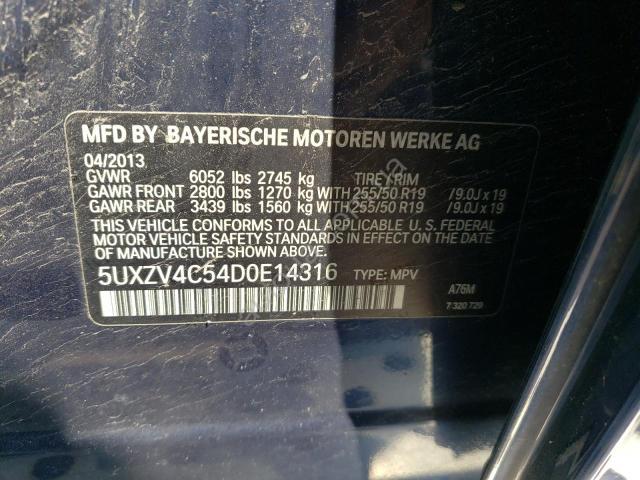 MFD BY BAYERISCHE MOTOREN WERKE AG
04/2013
GVWR 6052 lbs 2745 kg TIRE/RIM
GAWR FRONT 2800 lbs 1270 kg WITH 255/50 R19 /9.0J x 19
GAWR REAR 3439 lbs 1560 kg WITH 255/50 R19 /9.0J x 19
THIS VEHICLE CONFORMS TO ALL APPLICABLE U. S. FEDERAL
MOTOR VEHICLE SAFETY STANDARDS IN EFFECT ON THE DATE
OF MANUFACTURE SHOWN ABOVE.
5UXZV4C54D0E14316 TYPE: MPV
A76M
7 320 729